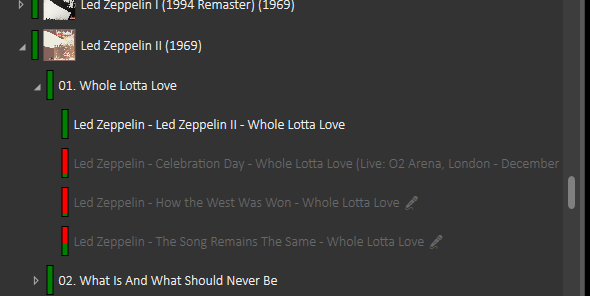 Led Zeppelin I (1994 Remaster) (1969)
Led Zeppelin II (1969)
01. Whole Lotta Love
Led Zeppelin - Led Zeppelin II - Whole Lotta Love
Led Zeppelin - Celebration Day - Whole Lotta Love (Live: O2 Arena, London - December
Led Zeppelin - How the West Was Won - Whole Lotta Love
Led Zeppelin - The Song Remains The Same - Whole Lotta Love
02. What Is And What Should Never Be